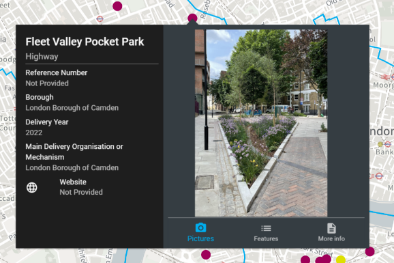 Fleet Valley Pocket Park
Highway
Reference Number
Not Provided
Borough
London Borough of Camden
Delivery Year
2022
Main Delivery Organisation or
Mechanism
London Borough of Camden
Website
Not Provided
Pictures
Features
More info